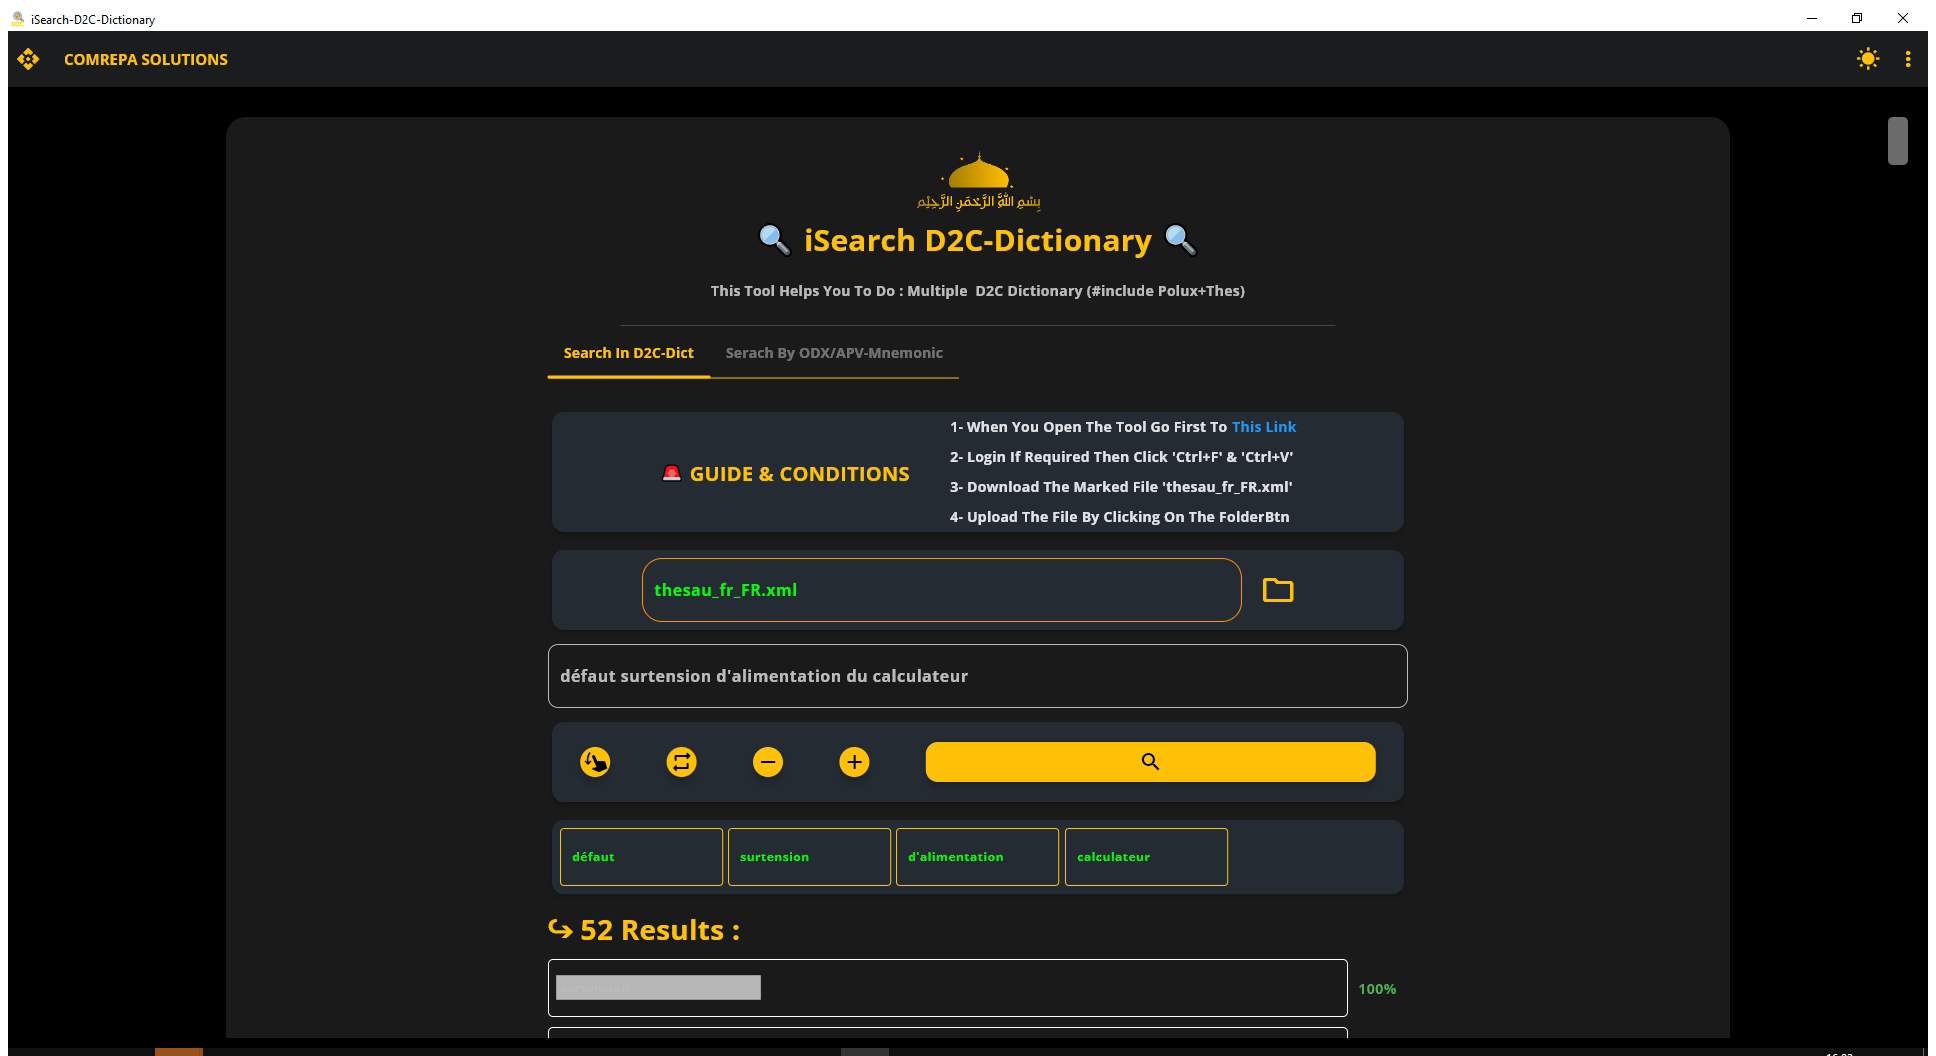 iSearch-D2C-Dictionary
COMREPA SOLUTIONS
بِسْمِ اللَّهِ الرَّحْمَنِ الرَّحِيْمِ
🔍 iSearch D2C-Dictionary 🔍
This Tool Helps You To Do : Multiple D2C Dictionary (#include Polux+Thes)
Search In D2C-Dict Serach By ODX/APV-Mnemonic
🚨 GUIDE & CONDITIONS
1- When You Open The Tool Go First To This Link
2- Login If Required Then Click 'Ctrl+F' & 'Ctrl+V'
3- Download The Marked File 'thesau_fr_FR.xml'
4- Upload The File By Clicking On The FolderBtn
thesau_fr_FR.xml
défaut surtension d'alimentation du calculateur
défaut surtension d'alimentation calculateur
↪ 52 Results :
100%